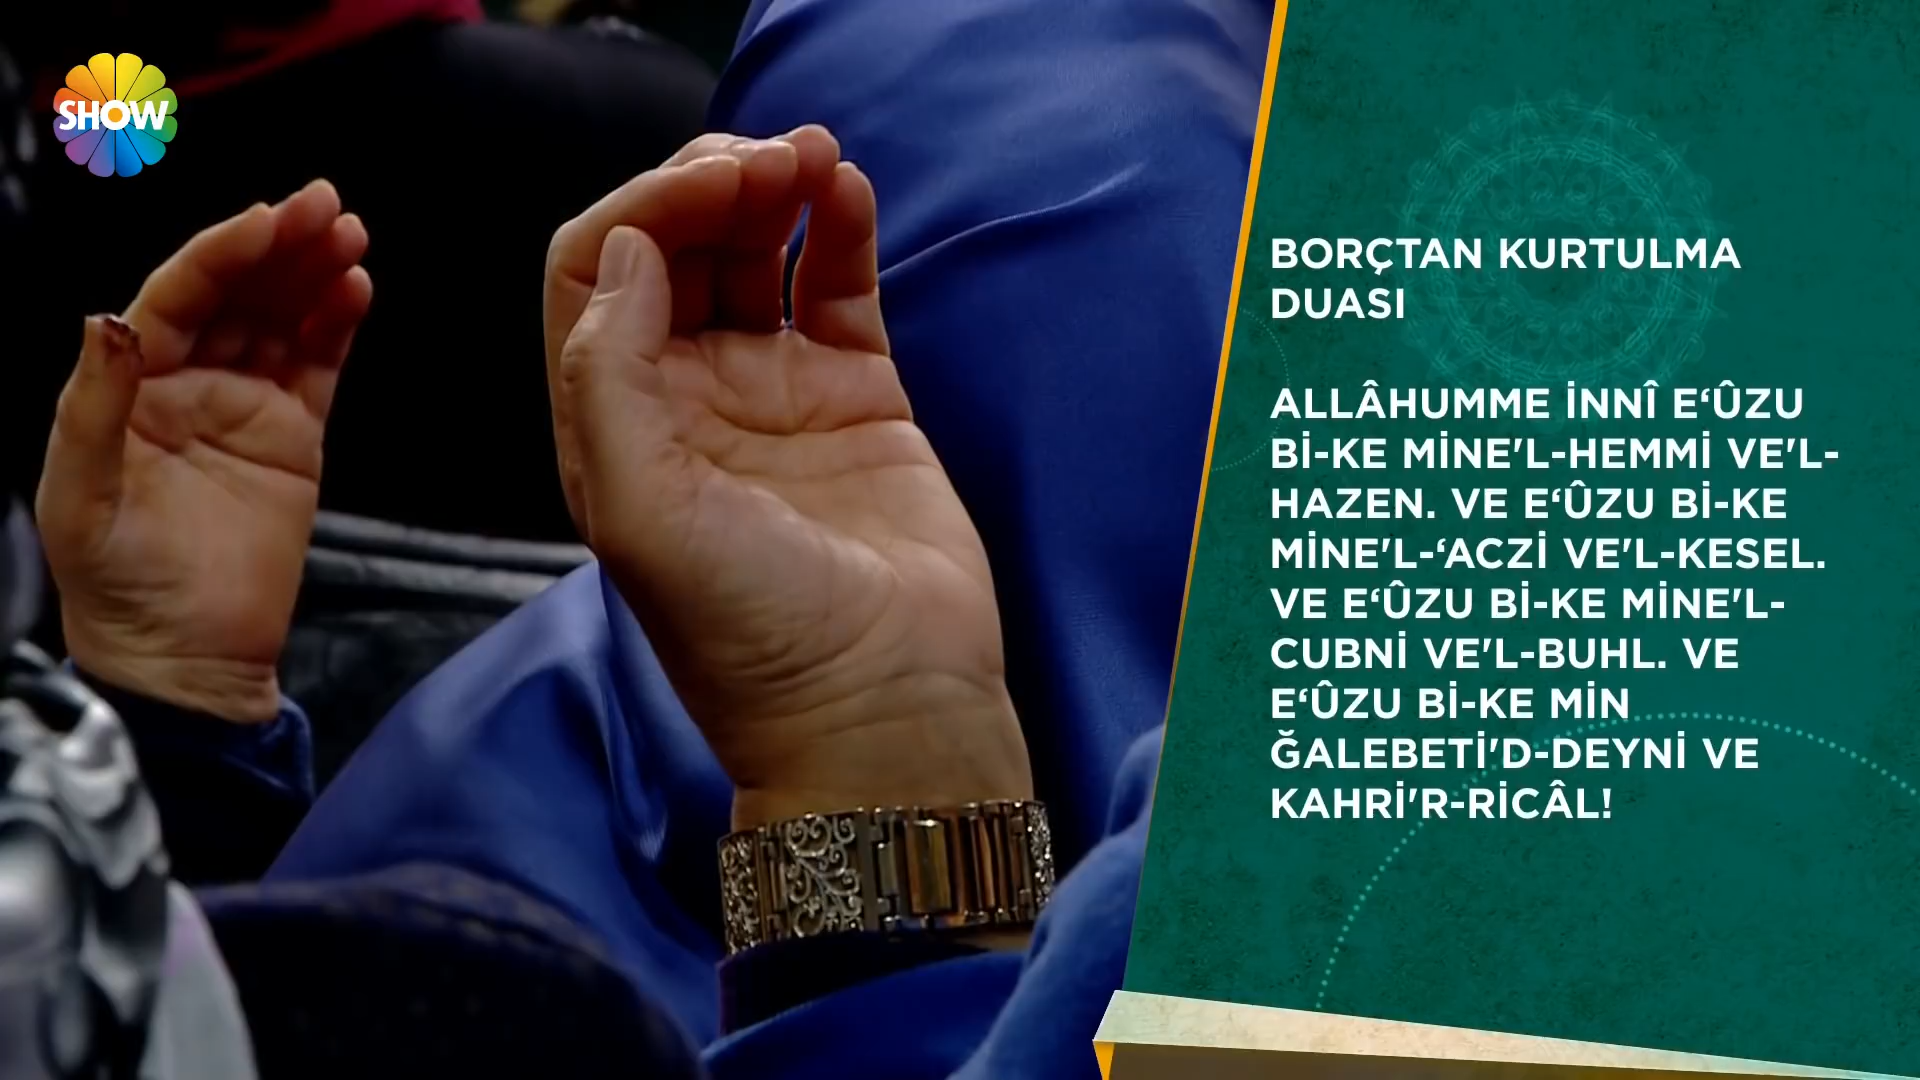 SHOW
BORÇTAN KURTULMA
DUASI
ALLÂHUMME İNNÎ E‘ÛZU
Bİ-KE MİNE'L-HEMMİ VE'L-
HAZEN. VE E‘ÛZU Bİ-KE
MİNE'L-‘ACZİ VE'L-KESEL.
VE E‘ÛZU Bİ-KE MİNE'L-
CUBNİ VE'L-BUHL. VE
E‘ÛZU Bİ-KE MİN
ĞALEBETİ'D-DEYNİ VE
KAHRİ'R-RİCÂL!